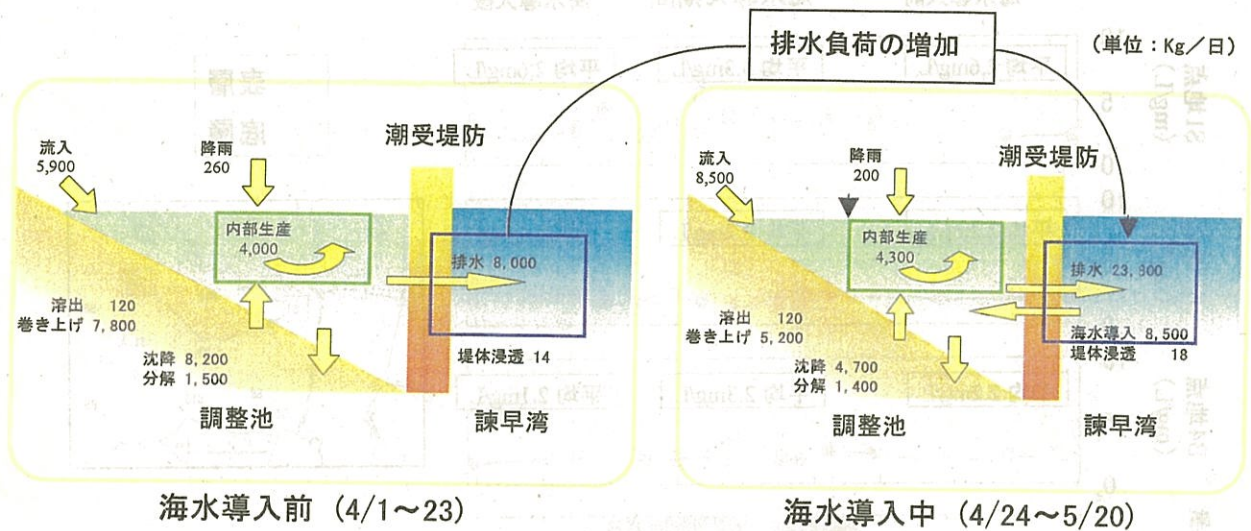 排水負荷の増加
(単位:Kg/日)
流入
5,900
降雨
260
潮受堤防
内部生産
4,000
排水 8,000
溶出 120
巻き上げ 7,800
沈降 8,200
分解 1,500
堤体浸透 14
調整池
諫早湾
海水導入前 (4/1~23)
流入
8,500
降雨
200
潮受堤防
内部生産
4,300
排水
溶出 120
巻き上げ 5,200
海水導入 8,500
堤体浸透 18
沈降 4,700
分解 1,400
調整池
諫早湾
海水導入中 (4/24~5/20)